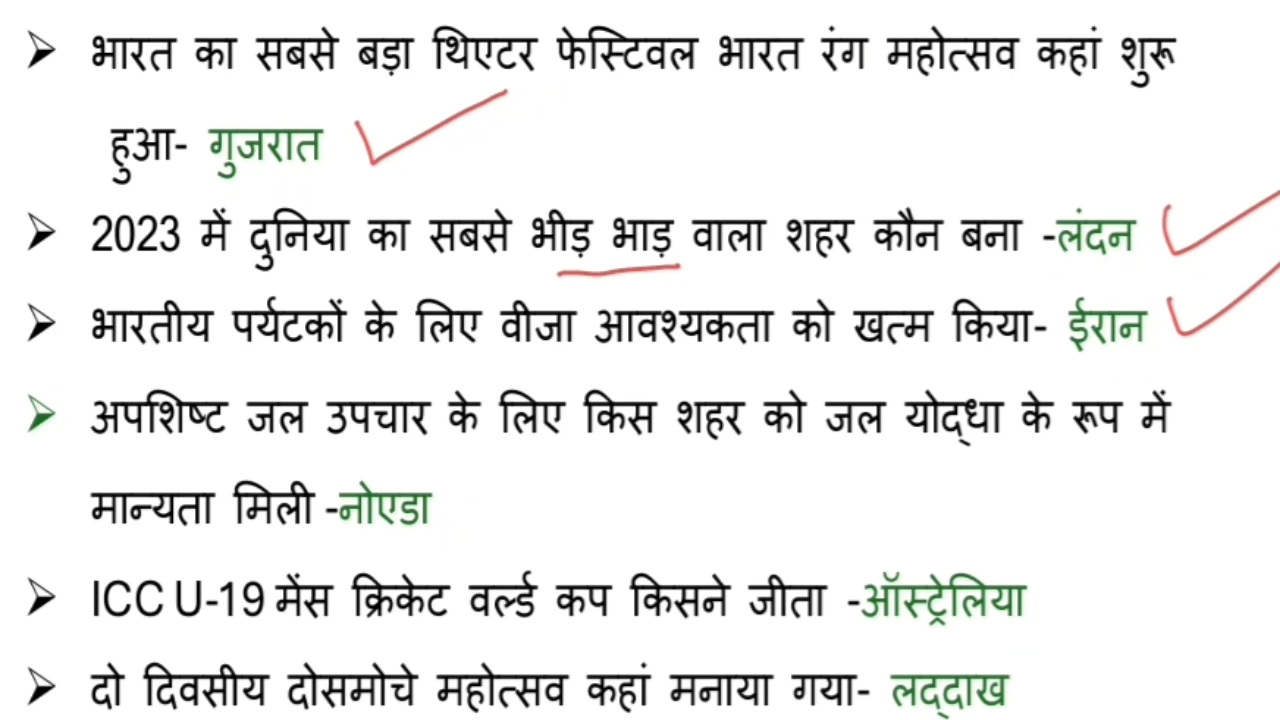 ➢ भारत का सबसे बड़ा थिएटर फेस्टिवल भारत रंग महोत्सव कहां शुरू
हुआ- गुजरात
➢ 2023 में दुनिया का सबसे भीड़ भाड़ वाला शहर कौन बना -लंदन
➢ भारतीय पर्यटकों के लिए वीजा आवश्यकता को खत्म किया- ईरान
➢ अपशिष्ट जल उपचार के लिए किस शहर को जल योद्धा के रूप में
मान्यता मिली -नोएडा
➢ ICC U-19 मेंस क्रिकेट वर्ल्ड कप किसने जीता -ऑस्ट्रेलिया
➢ दो दिवसीय दोसमोचे महोत्सव कहां मनाया गया- लद्दाख